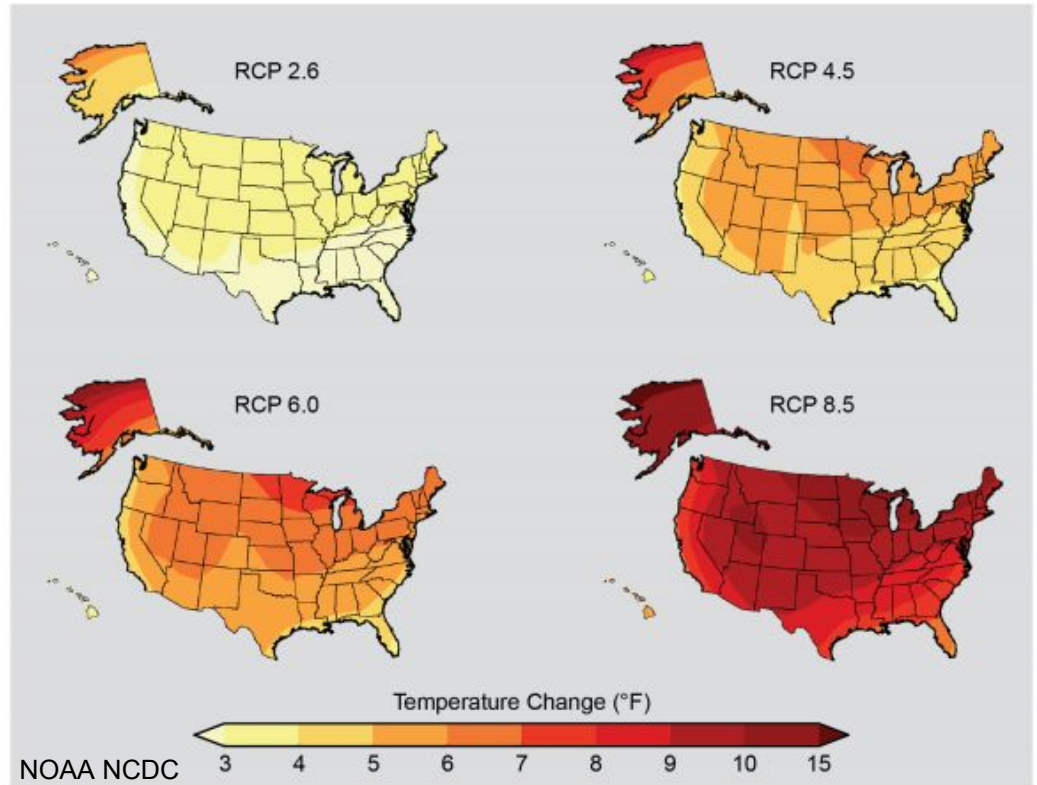 RCP 2.6
RCP 4.5
RCP 6.0
RCP 8.5
Temperature Change (°F)
3 4 5 6 7 8 9 10 15
NOAA NCDC